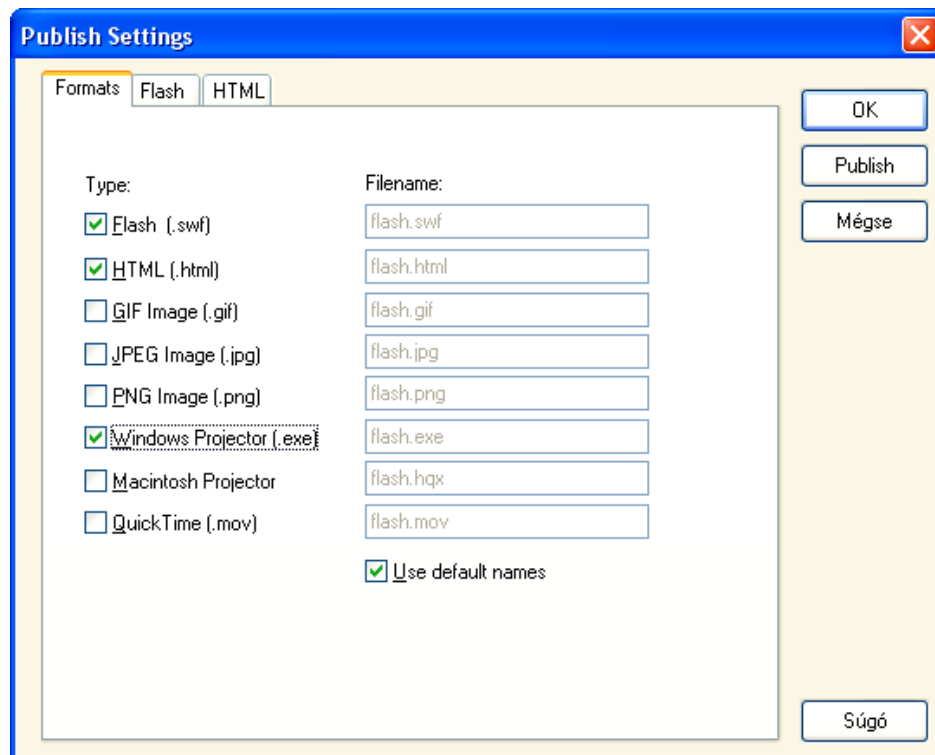 Publish Settings
Formats Flash HTML
OK
Publish
Mégse
Type: Filename:
Flash (.swf) flash.swf
HTML (.html) flash.html
GIF Image (.gif) flash.gif
JPEG Image (.jpg) flash.jpg
PNG Image (.png) flash.png
Windows Projector (.exe) flash.exe
Macintosh Projector flash.hqx
QuickTime (.mov) flash.mov
Use default names
Súgó